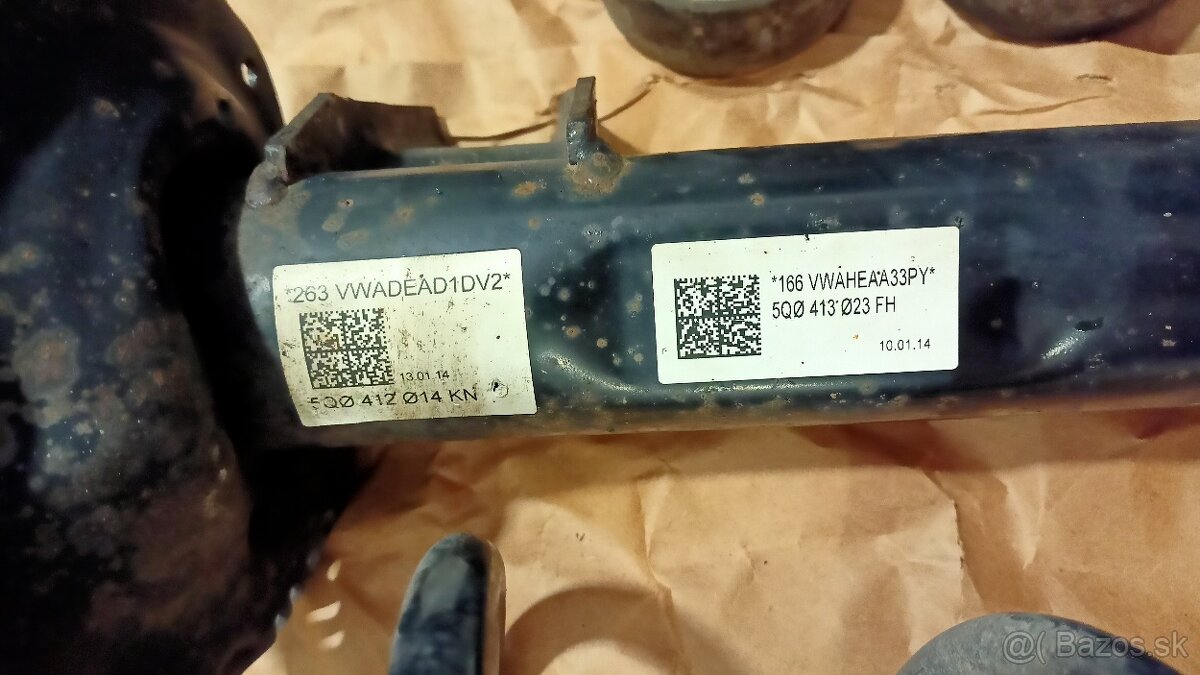 *263 VWADEAD1DV2*
13.01.14
5QØ 412 Ø14 KN
*166 VWAHEAA33PY*
5QØ 413 Ø23 FH
10.01.14
@( Bazos.sk